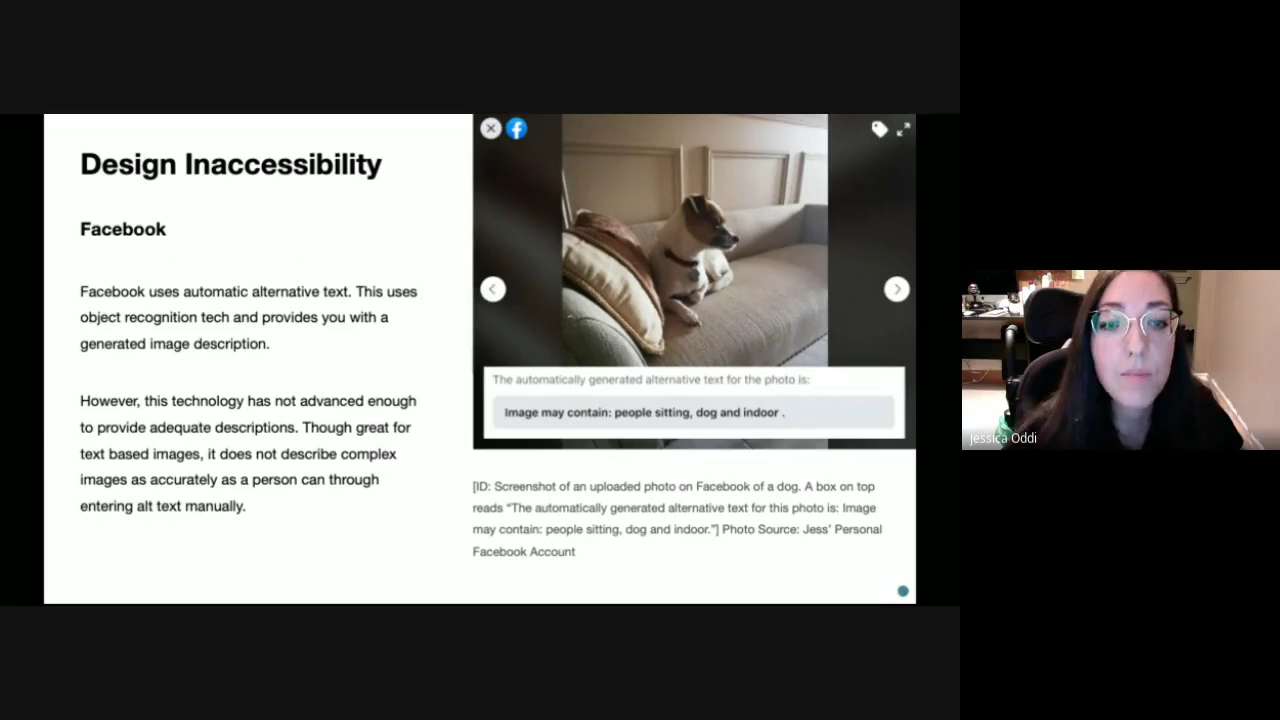 Design Inaccessibility
Facebook
Facebook uses automatic alternative text. This uses
object recognition tech and provides you with a
generated image description.
However, this technology has not advanced enough
to provide adequate descriptions. Though great for
text based images, it does not describe complex
images as accurately as a person can through
entering alt text manually.
The automatically generated alternative text for the photo is:
Image may contain: people sitting, dog and indoor .
[ID: Screenshot of an uploaded photo on Facebook of a dog. A box on top
reads “The automatically generated alternative text for this photo is: Image
may contain: people sitting, dog and indoor.”] Photo Source: Jess’ Personal
Facebook Account
Jessica Oddi